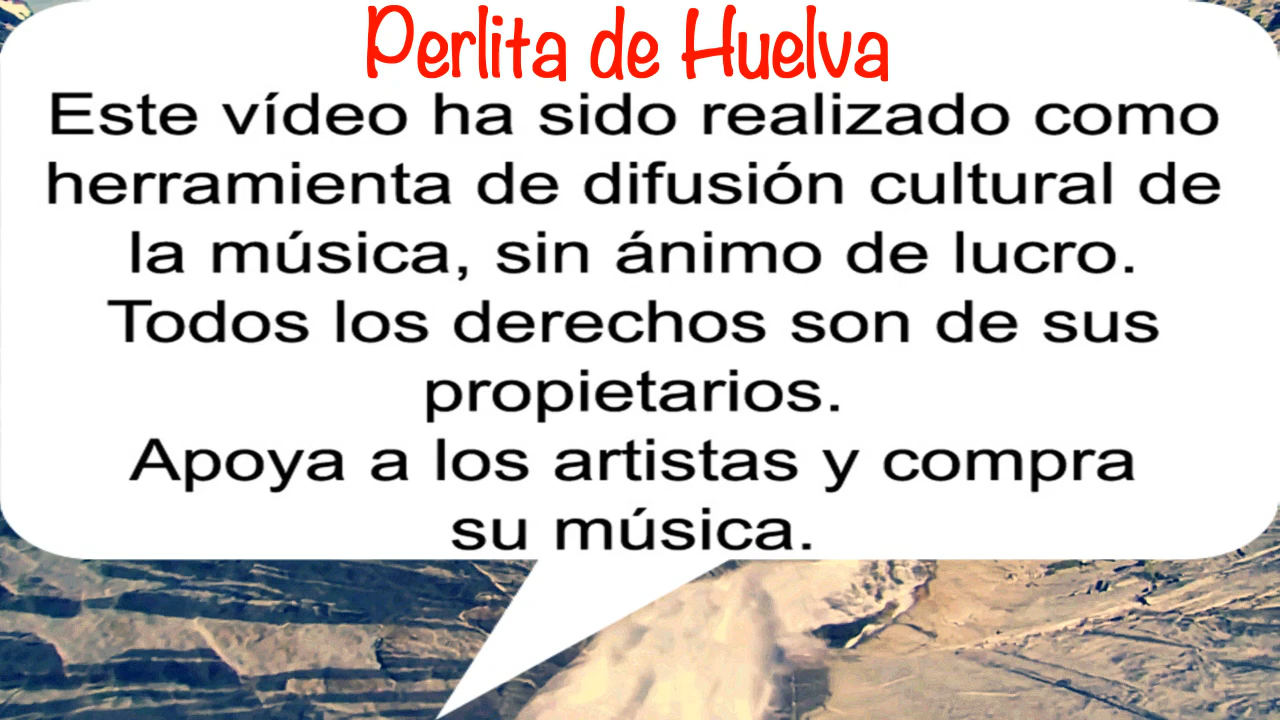 Perlita de Huelva
Este vídeo ha sido realizado como
herramienta de difusión cultural de
la música, sin ánimo de lucro.
Todos los derechos son de sus
propietarios.
Apoya a los artistas y compra
su música.